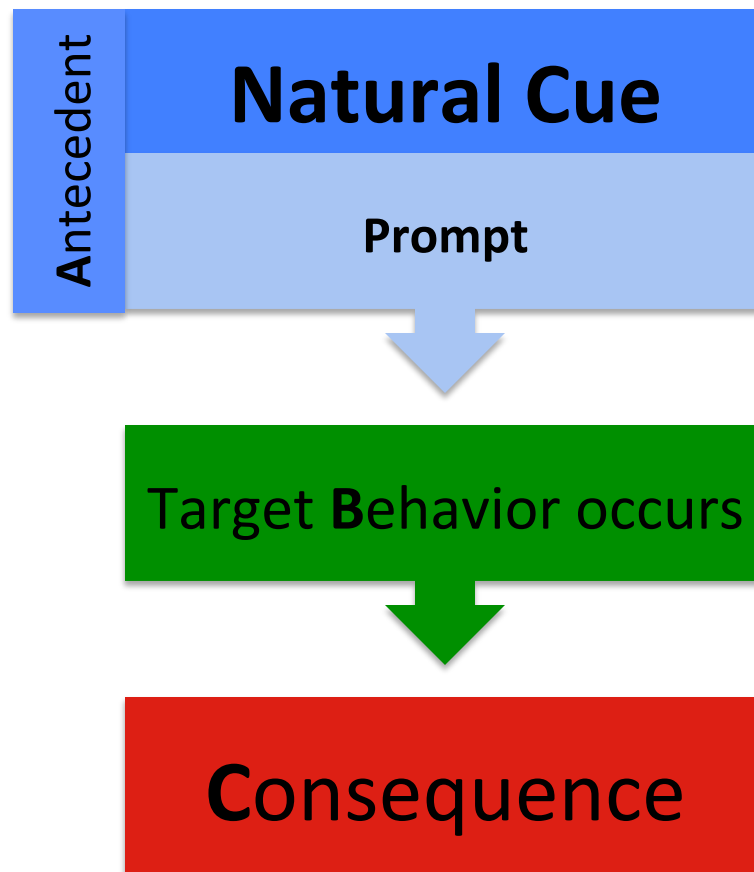 Antecedent
Natural Cue
Prompt
Target Behavior occurs
Consequence